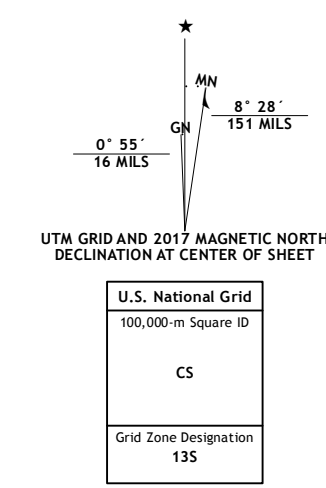 MN
8° 28´
151 MILS
GN
0° 55´
16 MILS
UTM GRID AND 2017 MAGNETIC NORTH
DECLINATION AT CENTER OF SHEET
U.S. National Grid
100,000-m Square ID
CS
Grid Zone Designation
13S